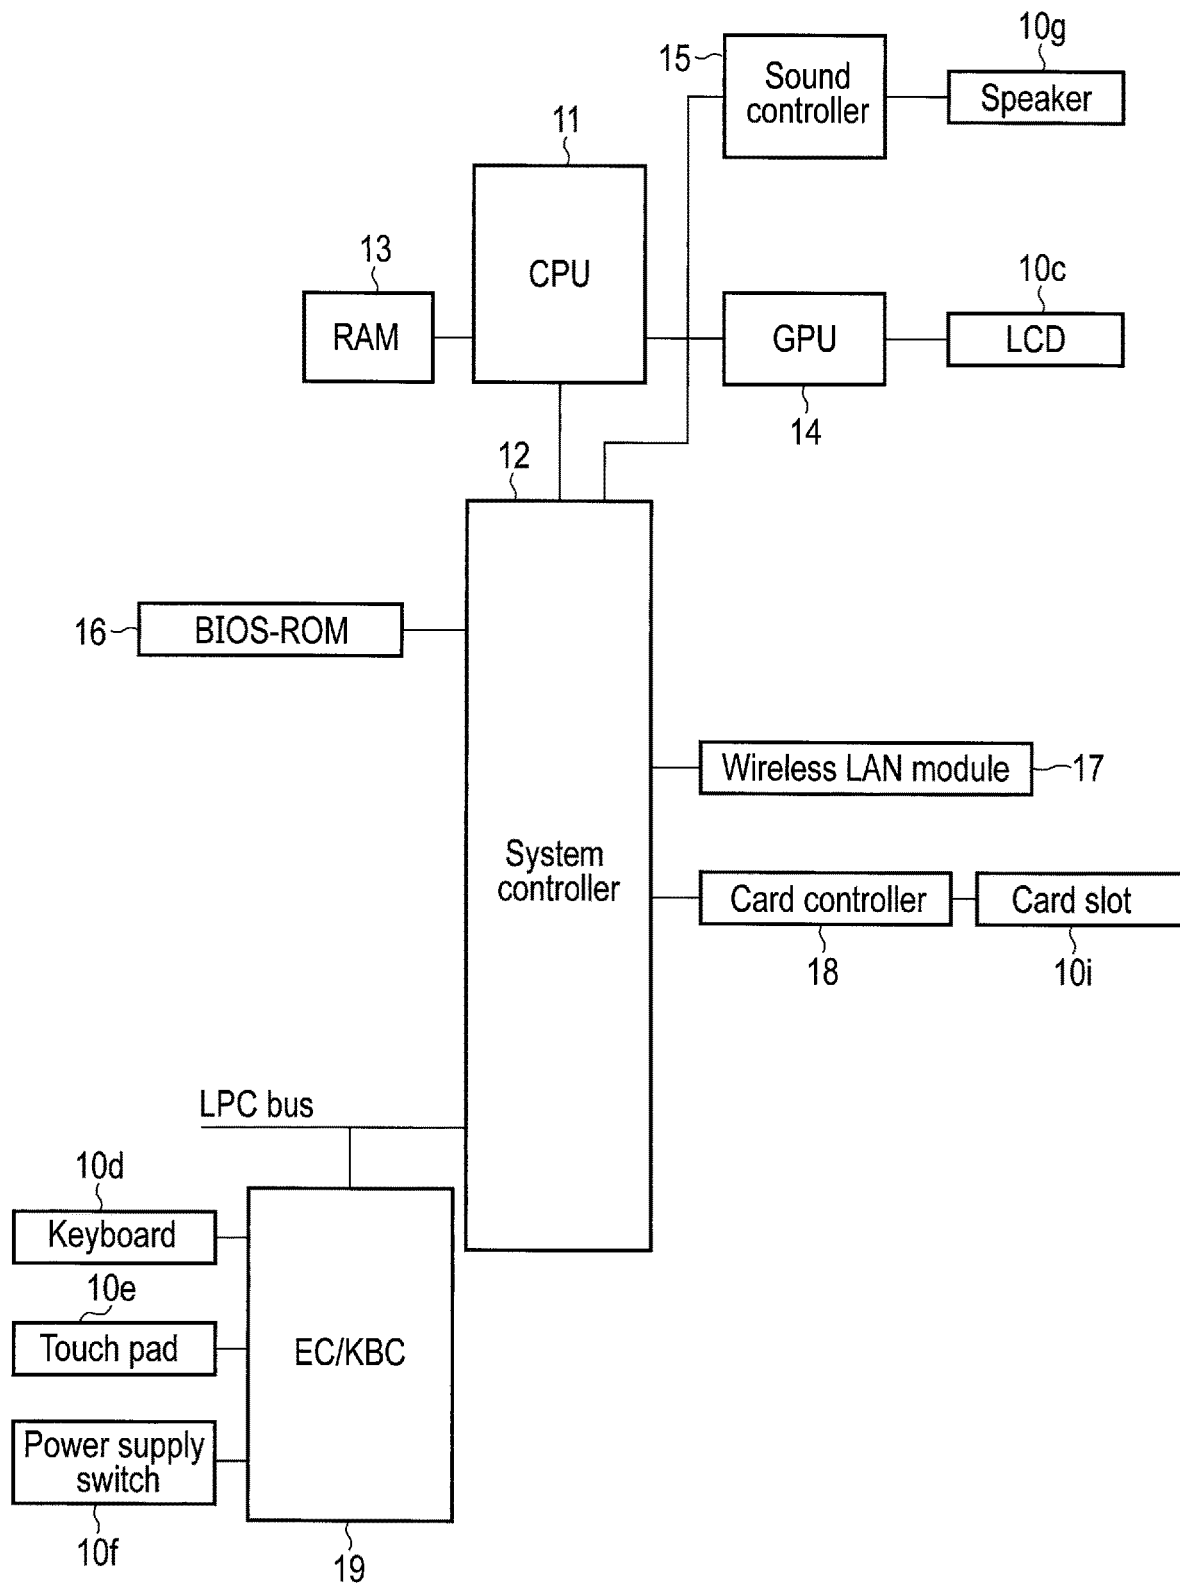 10g
15
Sound
controller
Speaker
11
CPU
13
RAM
10c
GPU
LCD
14
12
16
BIOS-ROM
Wireless LAN module
17
System
controller
Card controller
Card slot
18
10i
LPC bus
10d
Keyboard
10e
Touch pad
EC/KBC
Power supply
switch
10f
19